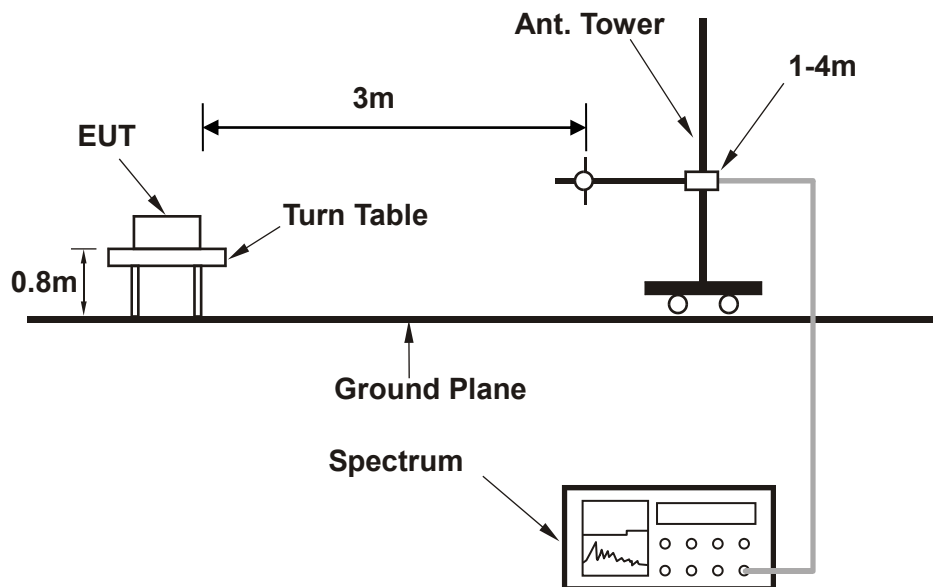 Ant. Tower
1-4m
3m
EUT
Turn Table
0.8m
Ground Plane
Spectrum